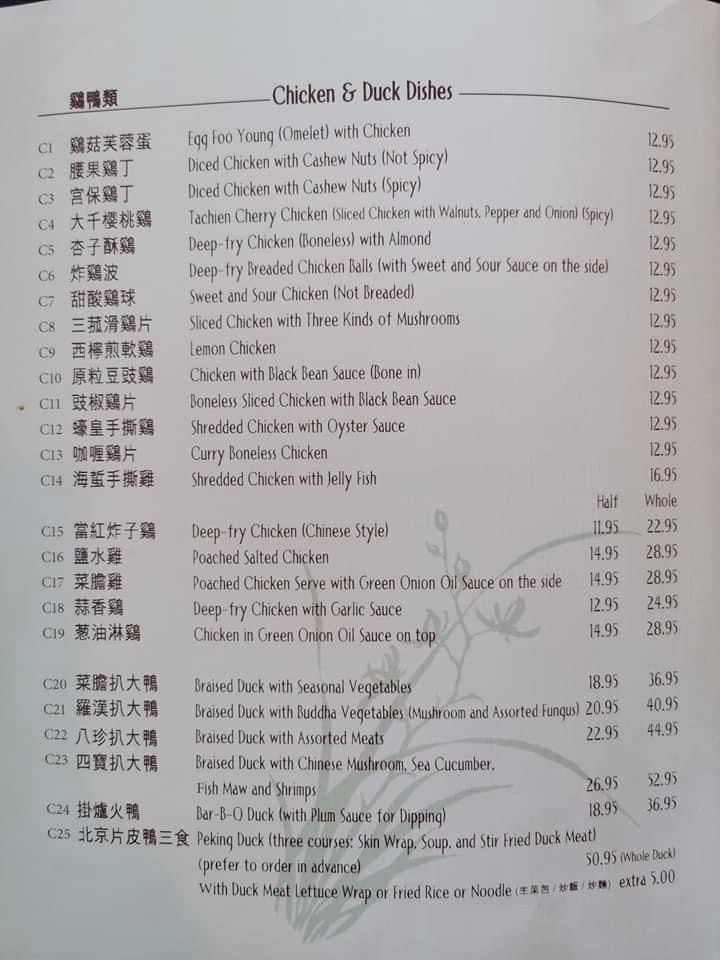 鷄鴨類 Chicken & Duck Dishes
C1 鷄菇芙蓉蛋 Egg Foo Young (Omelet) with Chicken 12.95
C2 腰果鷄丁 Diced Chicken with Cashew Nuts (Not Spicy) 12.95
C3 宮保鷄丁 Diced Chicken with Cashew Nuts (Spicy) 12.95
C4 大千櫻桃鷄 Tachien Cherry Chicken (Sliced Chicken with Walnuts, Pepper and Onion) (Spicy) 12.95
C5 杏子酥鷄 Deep-fry Chicken (Boneless) with Almond 12.95
C6 炸鷄波 Deep-fry Breaded Chicken Balls (with Sweet and Sour Sauce on the side) 12.95
C7 甜酸鷄球 Sweet and Sour Chicken (Not Breaded) 12.95
C8 三菰滑鷄片 Sliced Chicken with Three Kinds of Mushrooms 12.95
C9 西檸煎軟鷄 Lemon Chicken 12.95
C10 原粒豆豉鷄 Chicken with Black Bean Sauce (Bone in) 12.95
C11 豉椒鷄片 Boneless Sliced Chicken with Black Bean Sauce 12.95
C12 蠔皇手撕鷄 Shredded Chicken with Oyster Sauce 12.95
C13 咖喱鷄片 Curry Boneless Chicken 12.95
C14 海蜇手撕雞 Shredded Chicken with Jelly Fish 16.95
Half Whole
C15 當紅炸子鷄 Deep-fry Chicken (Chinese Style) 11.95 22.95
C16 鹽水雞 Poached Salted Chicken 14.95 28.95
C17 菜膽雞 Poached Chicken Serve with Green Onion Oil Sauce on the side 14.95 28.95
C18 蒜香鷄 Deep-fry Chicken with Garlic Sauce 12.95 24.95
C19 葱油淋鷄 Chicken in Green Onion Oil Sauce on top 14.95 28.95
C20 菜膽扒大鴨 Braised Duck with Seasonal Vegetables 18.95 36.95
C21 羅漢扒大鴨 Braised Duck with Buddha Vegetables (Mushroom and Assorted Fungus) 20.95 40.95
C22 八珍扒大鴨 Braised Duck with Assorted Meats 22.95 44.95
C23 四寶扒大鴨 Braised Duck with Chinese Mushroom, Sea Cucumber,
Fish Maw and Shrimps 26.95 52.95
C24 掛爐火鴨 Bar-B-Q Duck (with Plum Sauce for Dipping) 18.95 36.95
C25 北京片皮鴨三食 Peking Duck (three courses: Skin Wrap, Soup, and Stir Fried Duck Meat)
(prefer to order in advance) 50.95 (Whole Duck)
With Duck Meat Lettuce Wrap or Fried Rice or Noodle (生菜包 / 炒飯 / 炒麵) extra 5.00